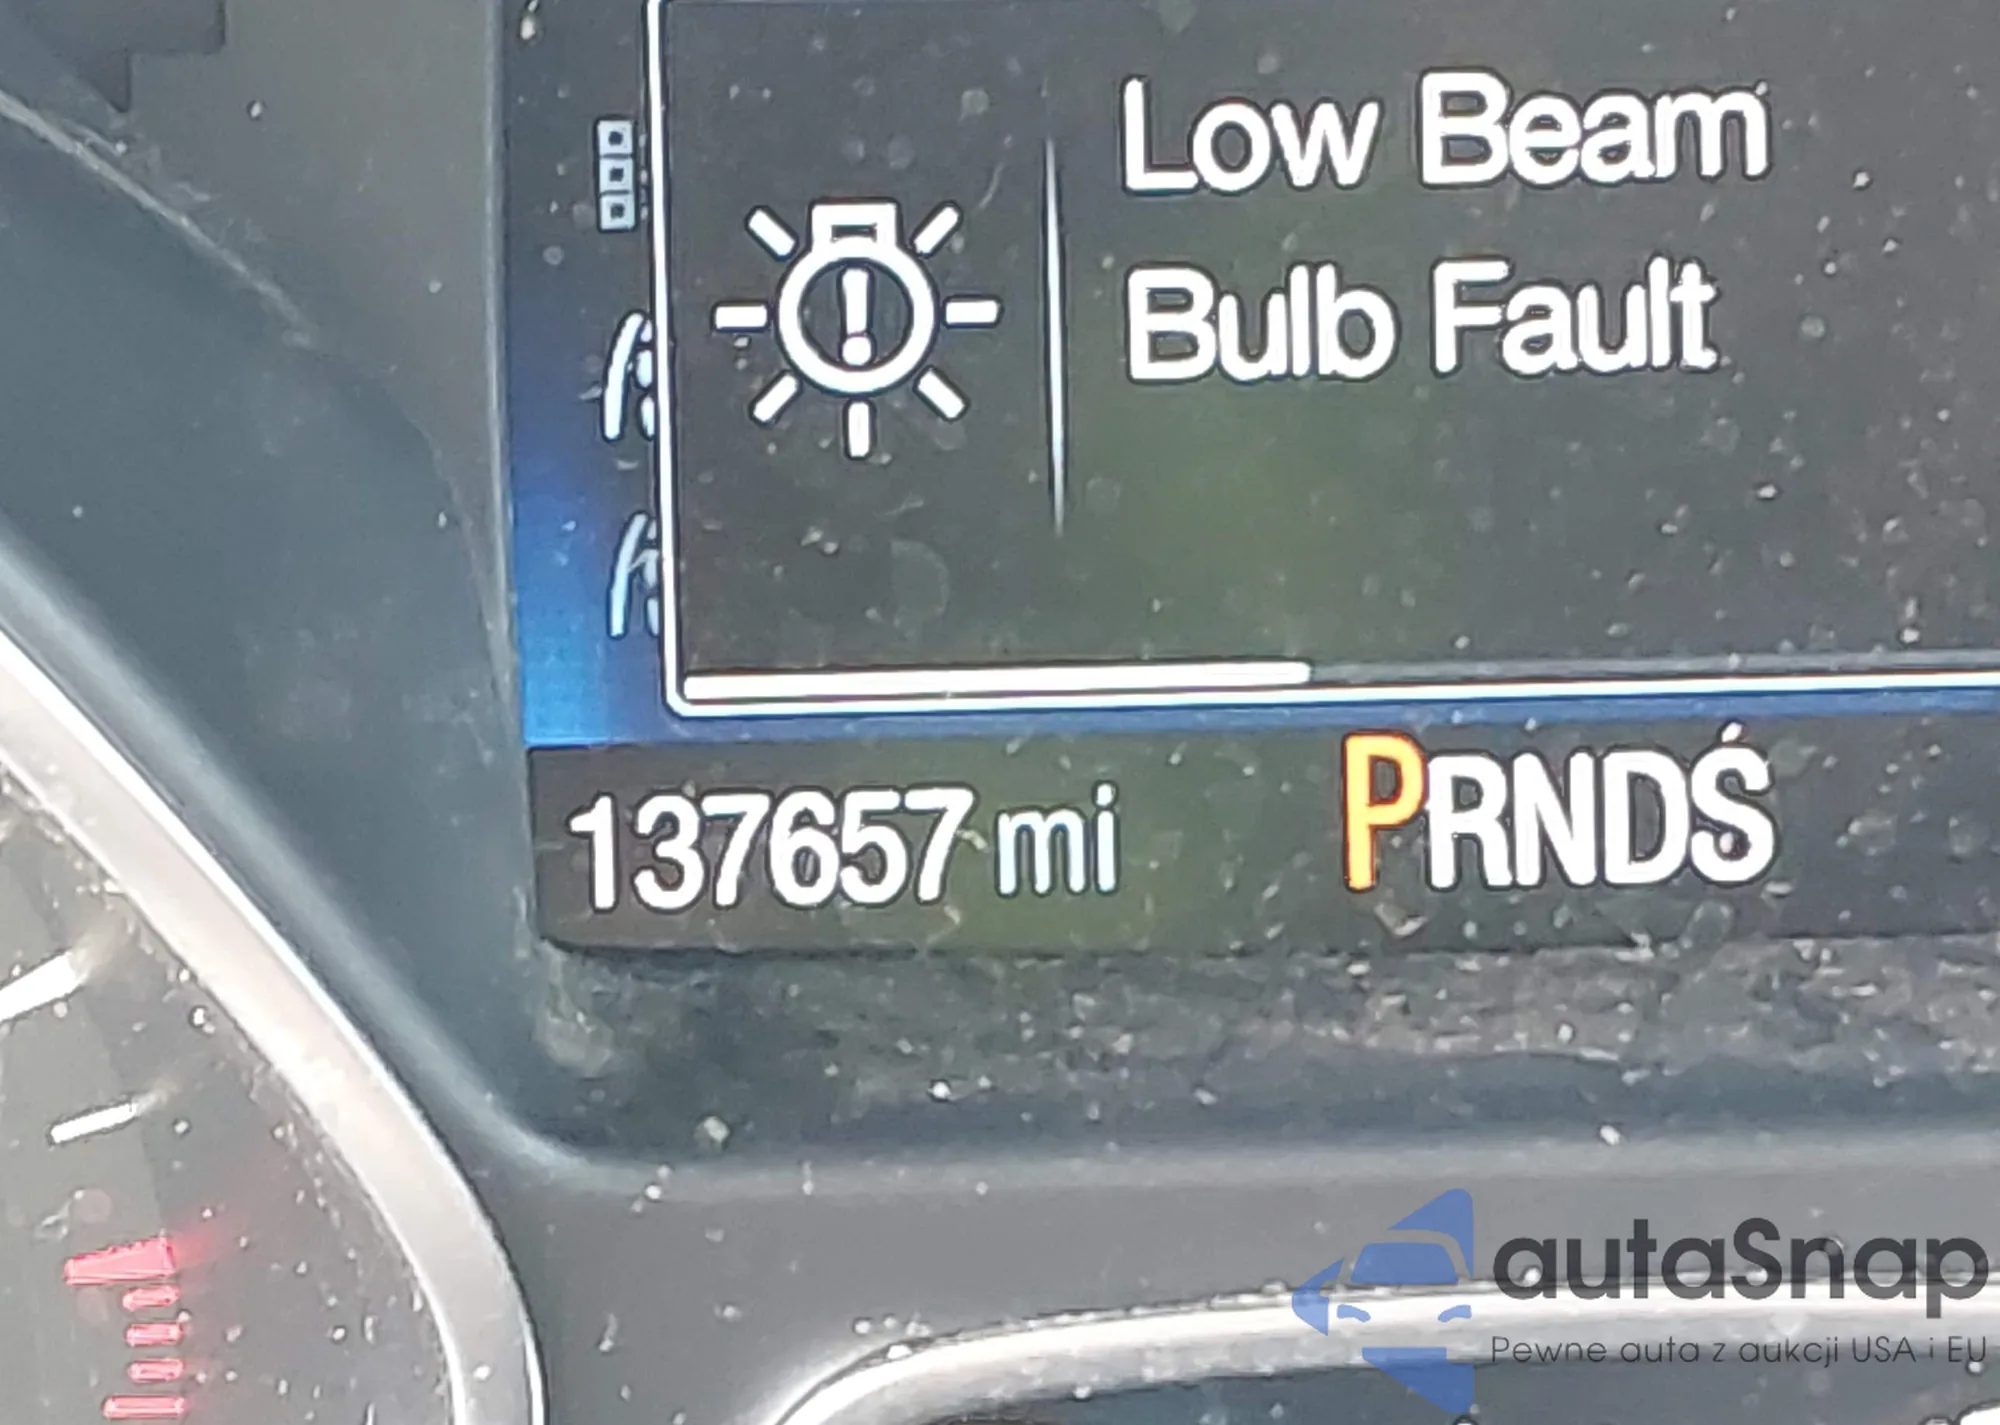 Low Beam
Bulb Fault
137657 mi
PRNDS
autaSnap
Pewne auta z aukcji USA i EU